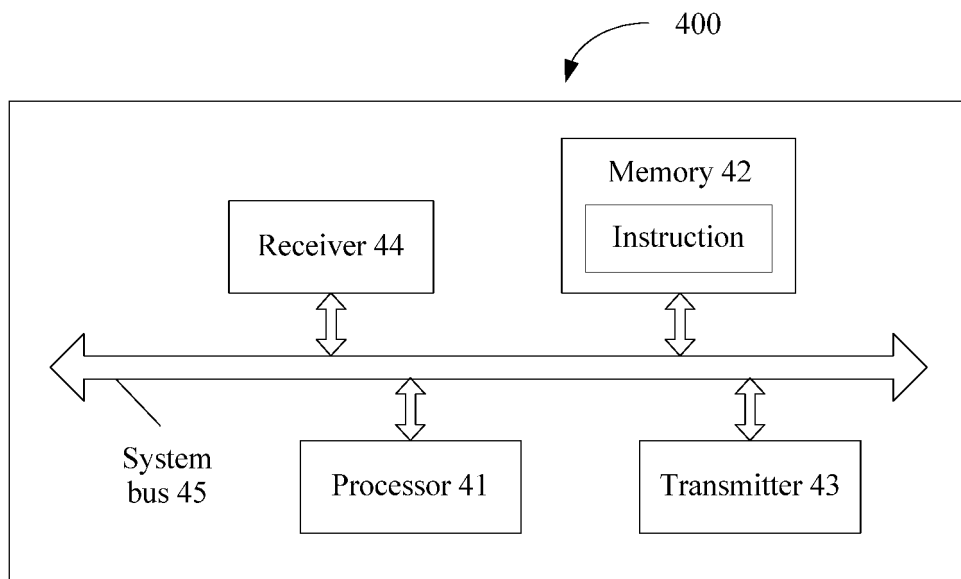 400
Memory 42
Instruction
Receiver 44
System
bus 45
Processor 41
Transmitter 43